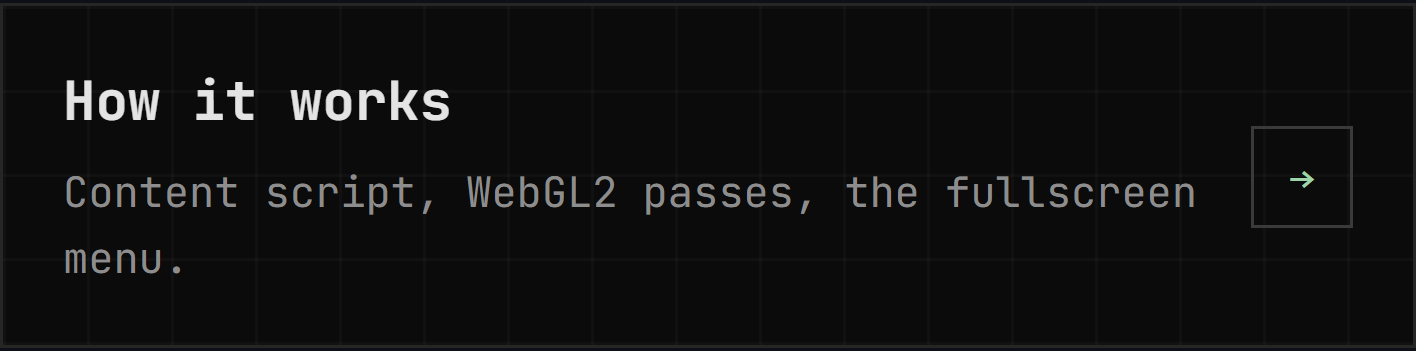 How it works
Content script, WebGL2 passes, the fullscreen
menu.
→